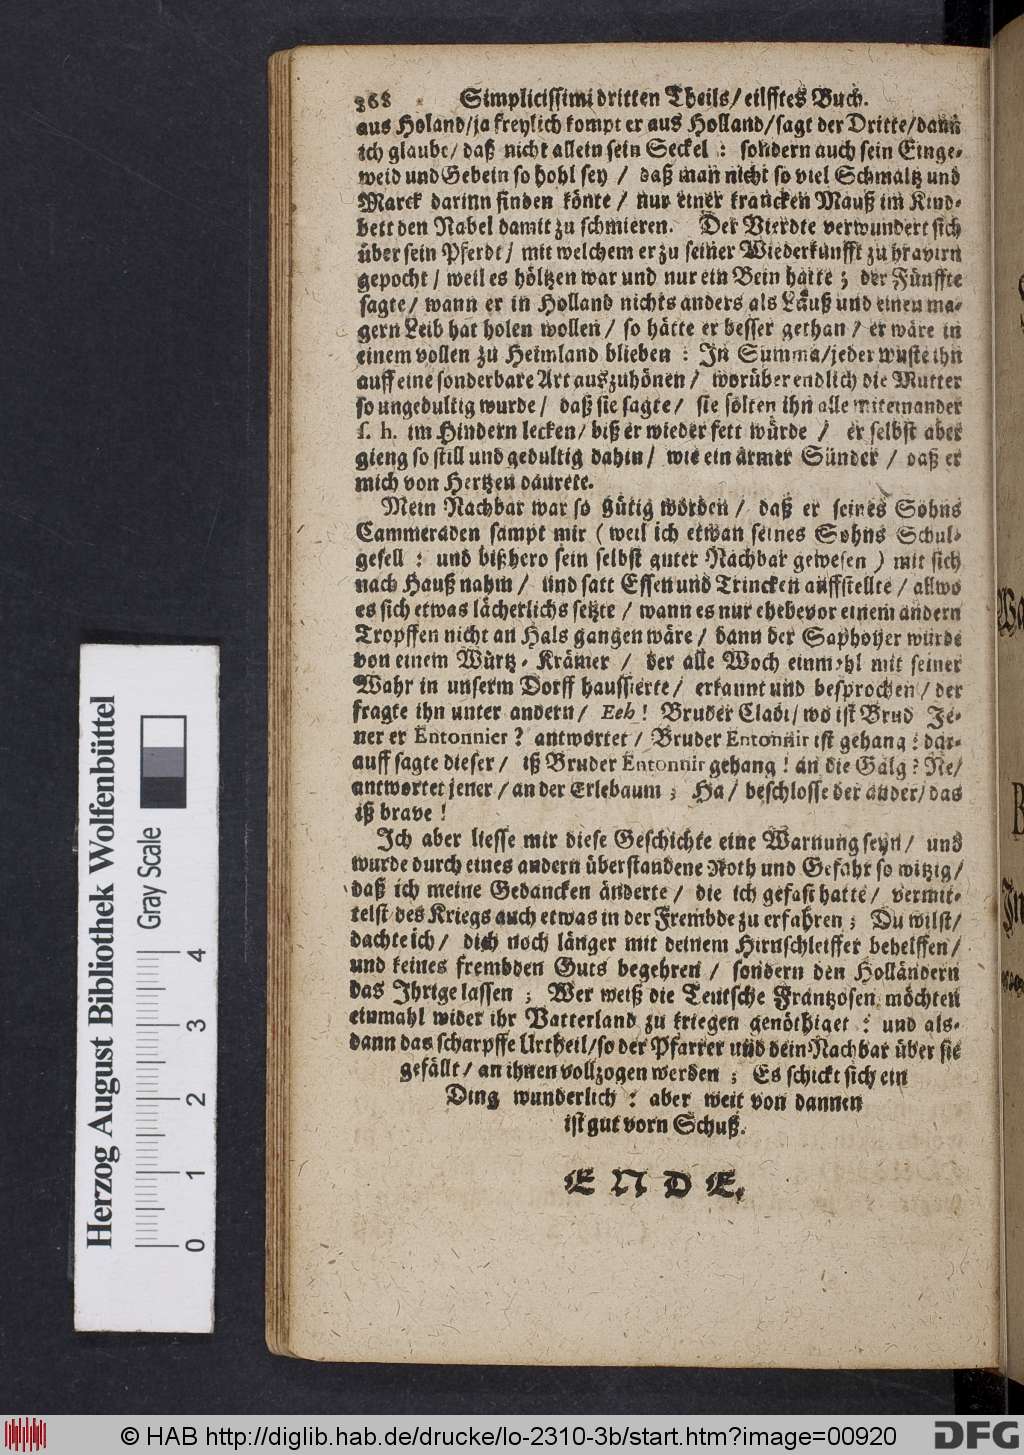 368 Simplicissimi dritten Theils/ eilfftes Buch.
aus Holand/ ja freylich kompt er aus Holland/ sagt der Dritte/ dann
ich glaube/ daß nicht allein sein Seckel : sondern auch sein Einge-
weid und Gebein so hohl sey / daß man nicht so viel Schmaltz und
Marck darinn finden könte / nur einer krancken Mauß im Kind-
bett den Nabel damit zu schmieren. Der Vierdte verwundert sich
über sein Pferdt / mit welchem er zu seiner Wiederkunfft zu bravirn
gepocht / weil es höltzen war und nur ein Bein hätte ; der Fünffte
sagte / wann er in Holland nichts anders als Läuß und einen ma-
gern Leib hat holen wollen / so hätte er besser gethan / er wäre in
einem vollen zu Heimland blieben : In Summa/ jeder wuste ihn
auff eine sonderbare Art auszuhönen / worüber endlich die Mutter
so ungedultig wurde / daß sie sagte / sie solten ihn alle miteinander
s. h. im Hindern lecken / biß er wieder fett würde / er selbst aber
gieng so still und gedultig dahin / wie ein armer Sünder / daß er
mich von Hertzen daurete.
Mein Nachbar war so gütig worden / daß er seines Sohns
Cammeraden sampt mir ( weil ich etwan seines Sohns Schul-
gesell : und bißhero sein selbst guter Nachbar gewesen ) mit sich
nach Hauß nahm / und satt Essen und Trincken auffstellte / allwo
es sich etwas lächerlichs setzte / wann es nur ehebevor einem andern
Tropffen nicht an Hals gangen wäre / dann der Saphoyer wurde
von einem Würtz-Krämer / der alle Woch einmahl mit seiner
Wahr in unserm Dorff haussierte / erkannt und besprochen / der
fragte ihn unter andern / Eeh ! Bruder Cladi / wo ist Brud Je-
ner er Entonnier ? antwortet / Bruder Entonnir ist gehang : dar-
auff sagte dieser / iß Bruder Entonnir gehang ! an die Galg ? Ne/
antwortet jener / an der Erlebaum ; Ha / beschlosse der ander / das
iß brave !
Ich aber liesse mir diese Geschichte eine Warnung seyn / und
wurde durch eines andern überstandene Noth und Gefahr so witzig /
daß ich meine Gedancken änderte / die ich gefast hatte / vermit-
telst des Kriegs auch etwas in der Frembde zu erfahren ; Du wilst /
dachte ich / dich noch länger mit deinem Hirnschleiffer behelffen /
und keines frembden Guts begehren / sondern den Holländern
das Ihrige lassen ; Wer weiß die Teutsche Frantzosen möchten
einmahl wider ihr Vatterland zu kriegen genöthiget : und als-
dann das scharpffe Urtheil / so der Pfarrer und dein Nachbar über sie
gefällt / an ihnen vollzogen werden ; Es schickt sich ein
Ding wunderlich : aber weit von dannen
ist gut vorn Schuß.
ENDE.
Herzog August Bibliothek Wolfenbüttel
Gray Scale
0 1 2 3 4
© HAB http://diglib.hab.de/drucke/lo-2310-3b/start.htm?image=00920
DFG